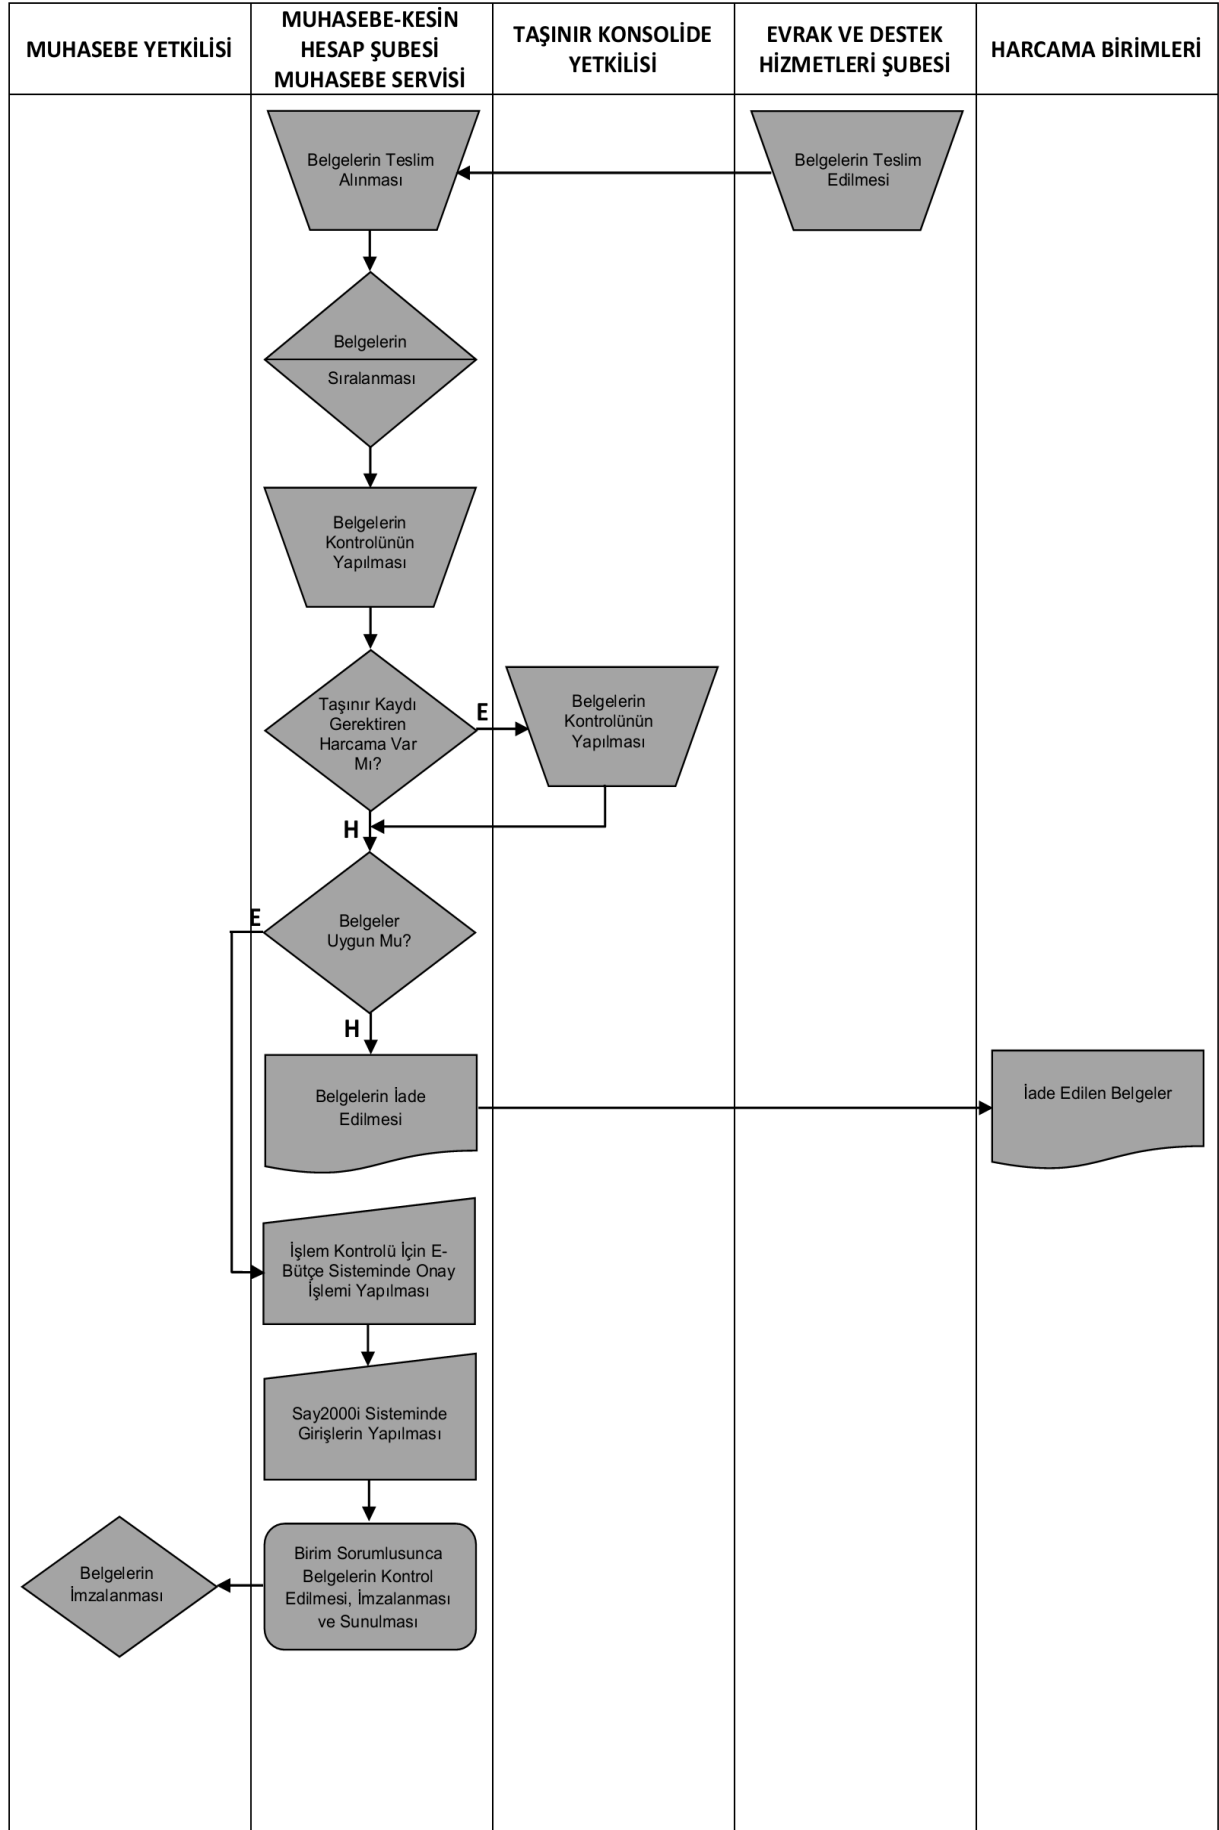 MUHASEBE YETKİLİSİ
MUHASEBE-KESİN
HESAP ŞUBESİ
MUHASEBE SERVİSİ
TAŞINIR KONSOLİDE
YETKİLİSİ
EVRAK VE DESTEK
HİZMETLERİ ŞUBESİ
HARCAMA BİRİMLERİ
Belgelerin Teslim
Alınması
Belgelerin Teslim
Edilmesi
Belgelerin
Sıralanması
Belgelerin
Kontrolünün
Yapılması
Taşınır Kaydı
Gerektiren
Harcama Var
Mı?
E
Belgelerin
Kontrolünün
Yapılması
H
Belgeler
Uygun Mu?
E
H
Belgelerin İade
Edilmesi
İade Edilen Belgeler
İşlem Kontrolü İçin E-
Bütçe Sisteminde Onay
İşlemi Yapılması
Say2000i Sisteminde
Girişlerin Yapılması
Birim Sorumlusunca
Belgelerin Kontrol
Edilmesi, İmzalanması
ve Sunulması
Belgelerin
İmzalanması